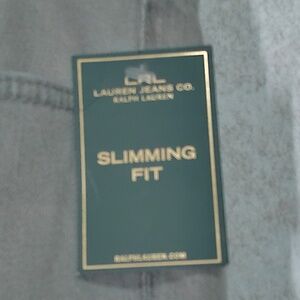 LRL
LAUREN JEANS CO.
RALPH LAUREN
SLIMMING
FIT
RALPHLAUREN.COM